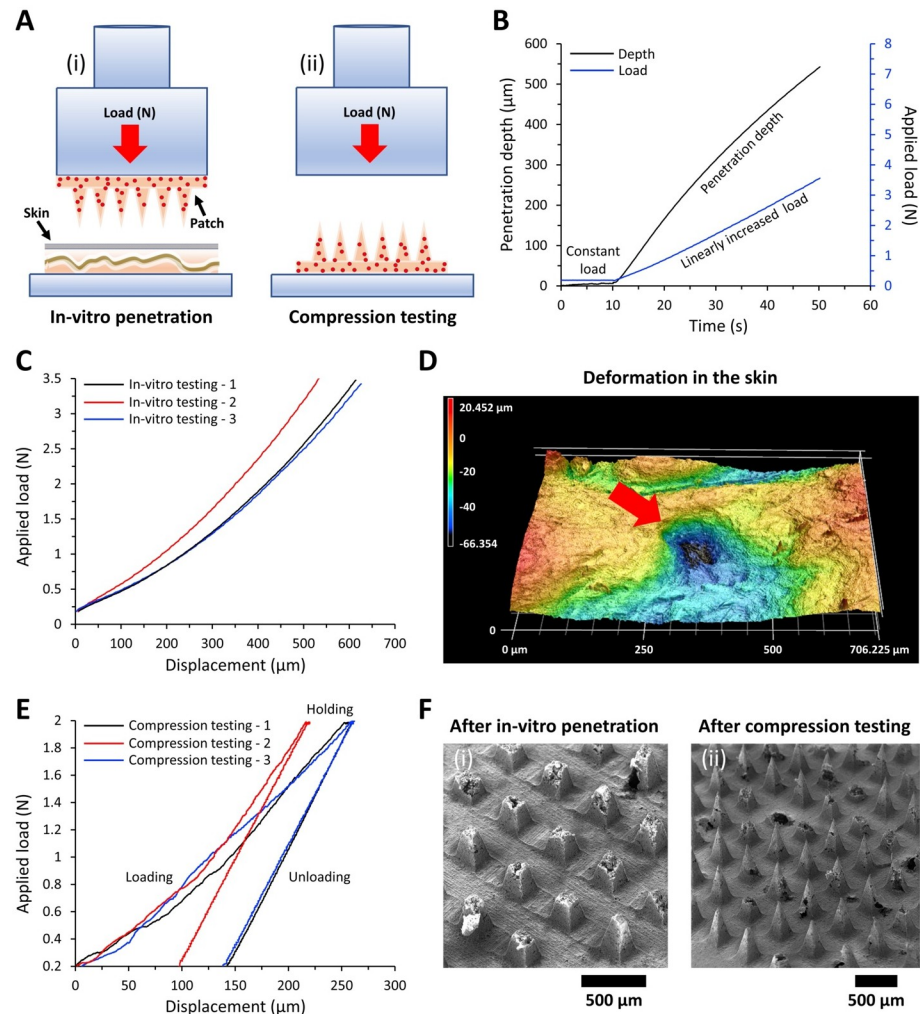 A
(i)
Load (N)
Skin
Patch
In-vitro penetration
(ii)
Load (N)
Compression testing
B
600
500
400
300
200
100
0
Penetration depth (µm)
Depth
Load
Penetration depth
Constant
load
Linearly increased load
8
7
6
5
4
3
2
1
0
Applied load (N)
0 10 20 30 40 50 60
Time (s)
C
3.5
3
2.5
2
1.5
1
0.5
0
Applied load (N)
In-vitro testing - 1
In-vitro testing - 2
In-vitro testing - 3
0 100 200 300 400 500 600 700
Displacement (µm)
D
Deformation in the skin
20.452 µm
0
-20
-40
-66.354
0
0 µm 250 500 706.225 µm
E
2
1.8
1.6
1.4
1.2
1
0.8
0.6
0.4
0.2
Applied load (N)
Compression testing - 1
Compression testing - 2
Compression testing - 3
Holding
Loading
Unloading
0 50 100 150 200 250 300
Displacement (µm)
F
After in-vitro penetration
(i)
500 µm
After compression testing
(ii)
500 µm